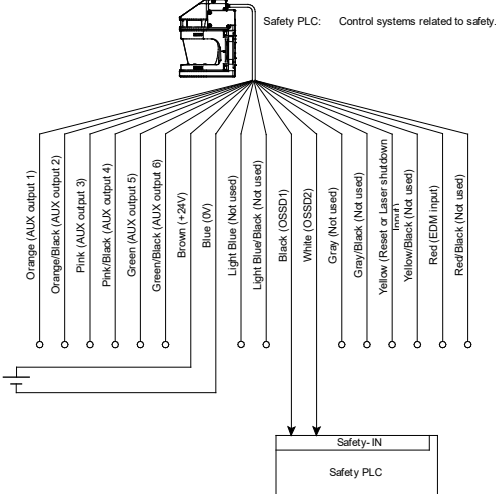 Safety PLC: Control systems related to safety.
Orange (AUX output 1)
Orange/Black (AUX output 2)
Pink (AUX output 3)
Pink/Black (AUX output 4)
Green (AUX output 5)
Green/Black (AUX output 6)
Brown (+24V)
Blue (0V)
Light Blue (Not used)
Light Blue/Black (Not used)
Black (OSSD1)
White (OSSD2)
Gray (Not used)
Gray/Black (Not used)
Yellow (Reset or Laser shutdown
input)
Yellow/Black (Not used)
Red (EDM input)
Red/Black (Not used)
Safety- IN
Safety PLC